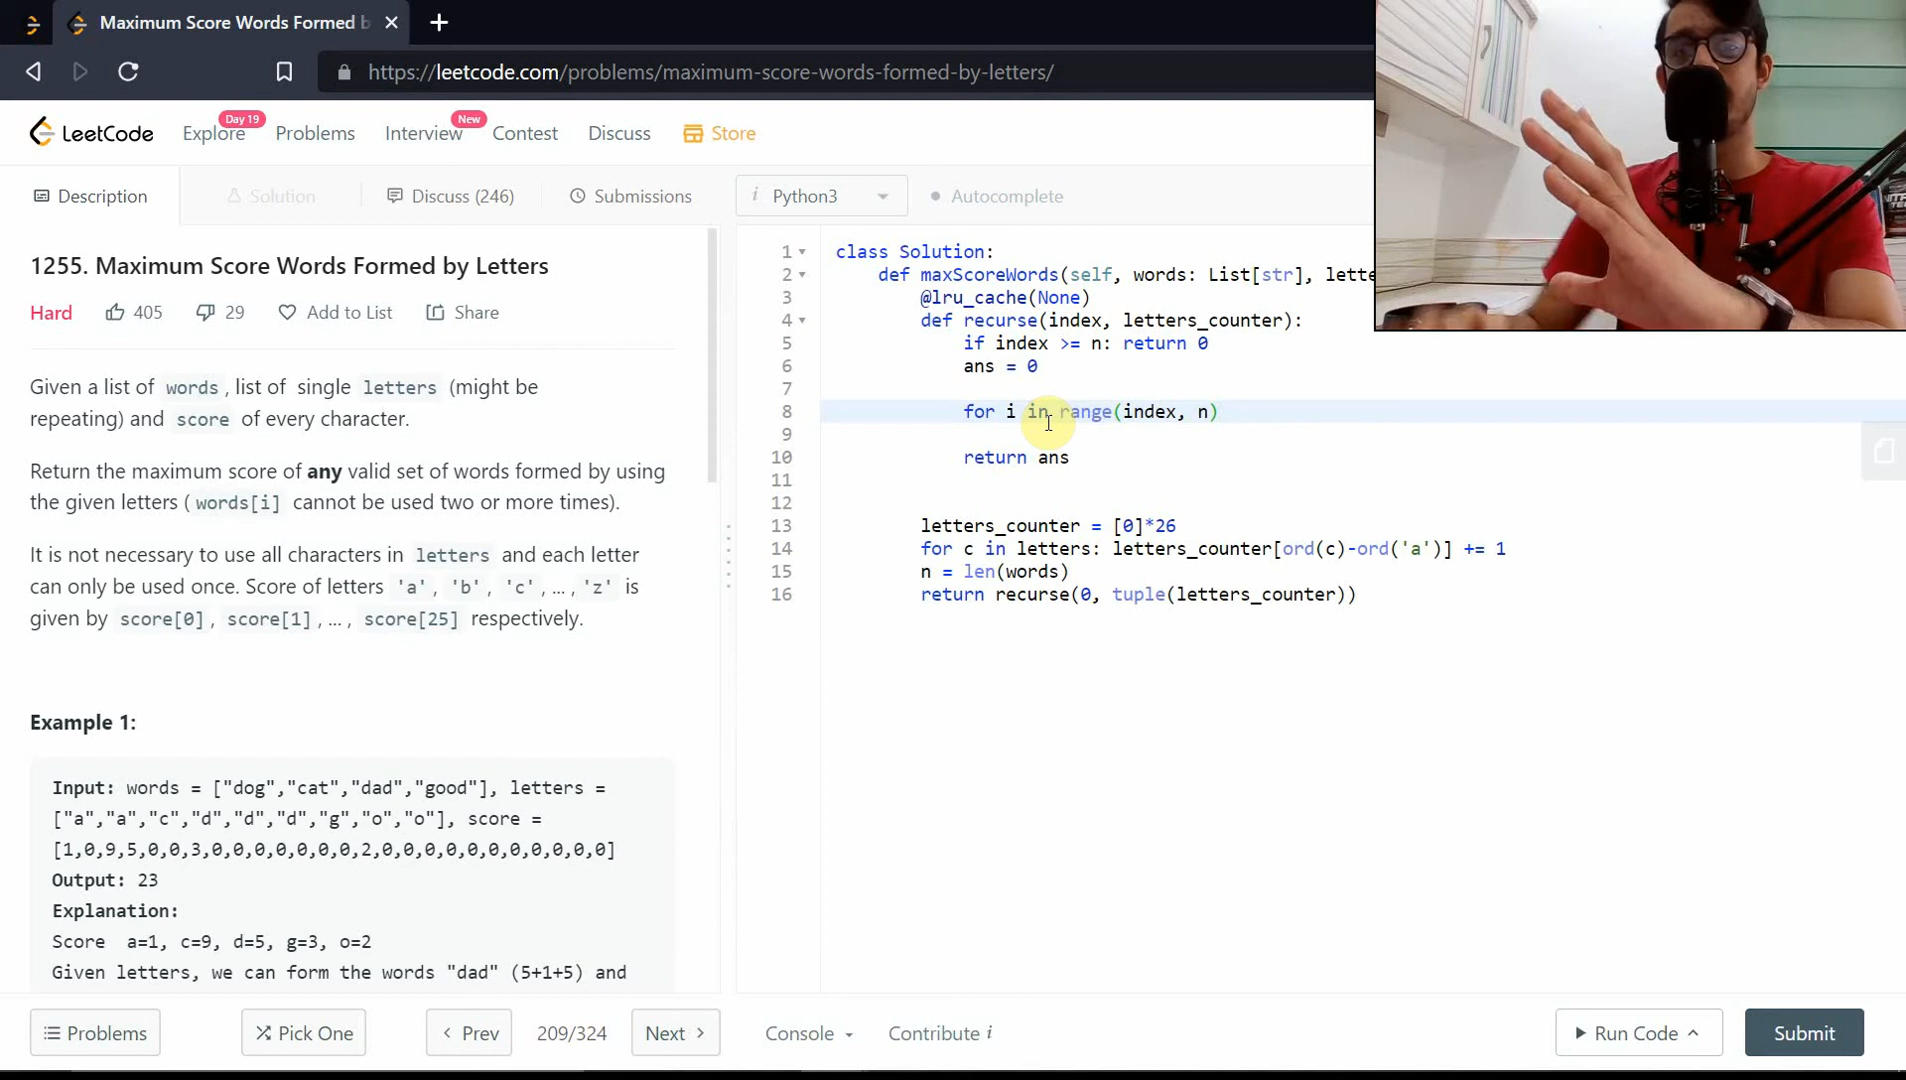 Maximum Score Words Formed b
https://leetcode.com/problems/maximum-score-words-formed-by-letters/
LeetCode
Explore
Day 19
Problems
Interview
New
Contest
Discuss
Store
Description
Solution
Discuss (246)
Submissions
i Python3
Autocomplete
1255. Maximum Score Words Formed by Letters
Hard
405
29
Add to List
Share
Given a list of words, list of single letters (might be
repeating) and score of every character.
Return the maximum score of any valid set of words formed by using
the given letters (words[i] cannot be used two or more times).
It is not necessary to use all characters in letters and each letter
can only be used once. Score of letters 'a', 'b', 'c', ... ,'z' is
given by score[0], score[1], ... , score[25] respectively.
Example 1:
Input: words = ["dog","cat","dad","good"], letters =
["a","a","c","d","d","d","g","o","o"], score =
[1,0,9,5,0,0,3,0,0,0,0,0,0,0,2,0,0,0,0,0,0,0,0,0,0,0]
Output: 23
Explanation:
Score  a=1, c=9, d=5, g=3, o=2
Given letters, we can form the words "dad" (5+1+5) and
1 class Solution:
2 def maxScoreWords(self, words: List[str], lette
3 @lru_cache(None)
4 def recurse(index, letters_counter):
5 if index >= n: return 0
6 ans = 0
7
8 for i in range(index, n)
9
10 return ans
11
12
13 letters_counter = [0]*26
14 for c in letters: letters_counter[ord(c)-ord('a')] += 1
15 n = len(words)
16 return recurse(0, tuple(letters_counter))
Problems
Pick One
Prev
209/324
Next
Console
Contribute i
Run Code
Submit